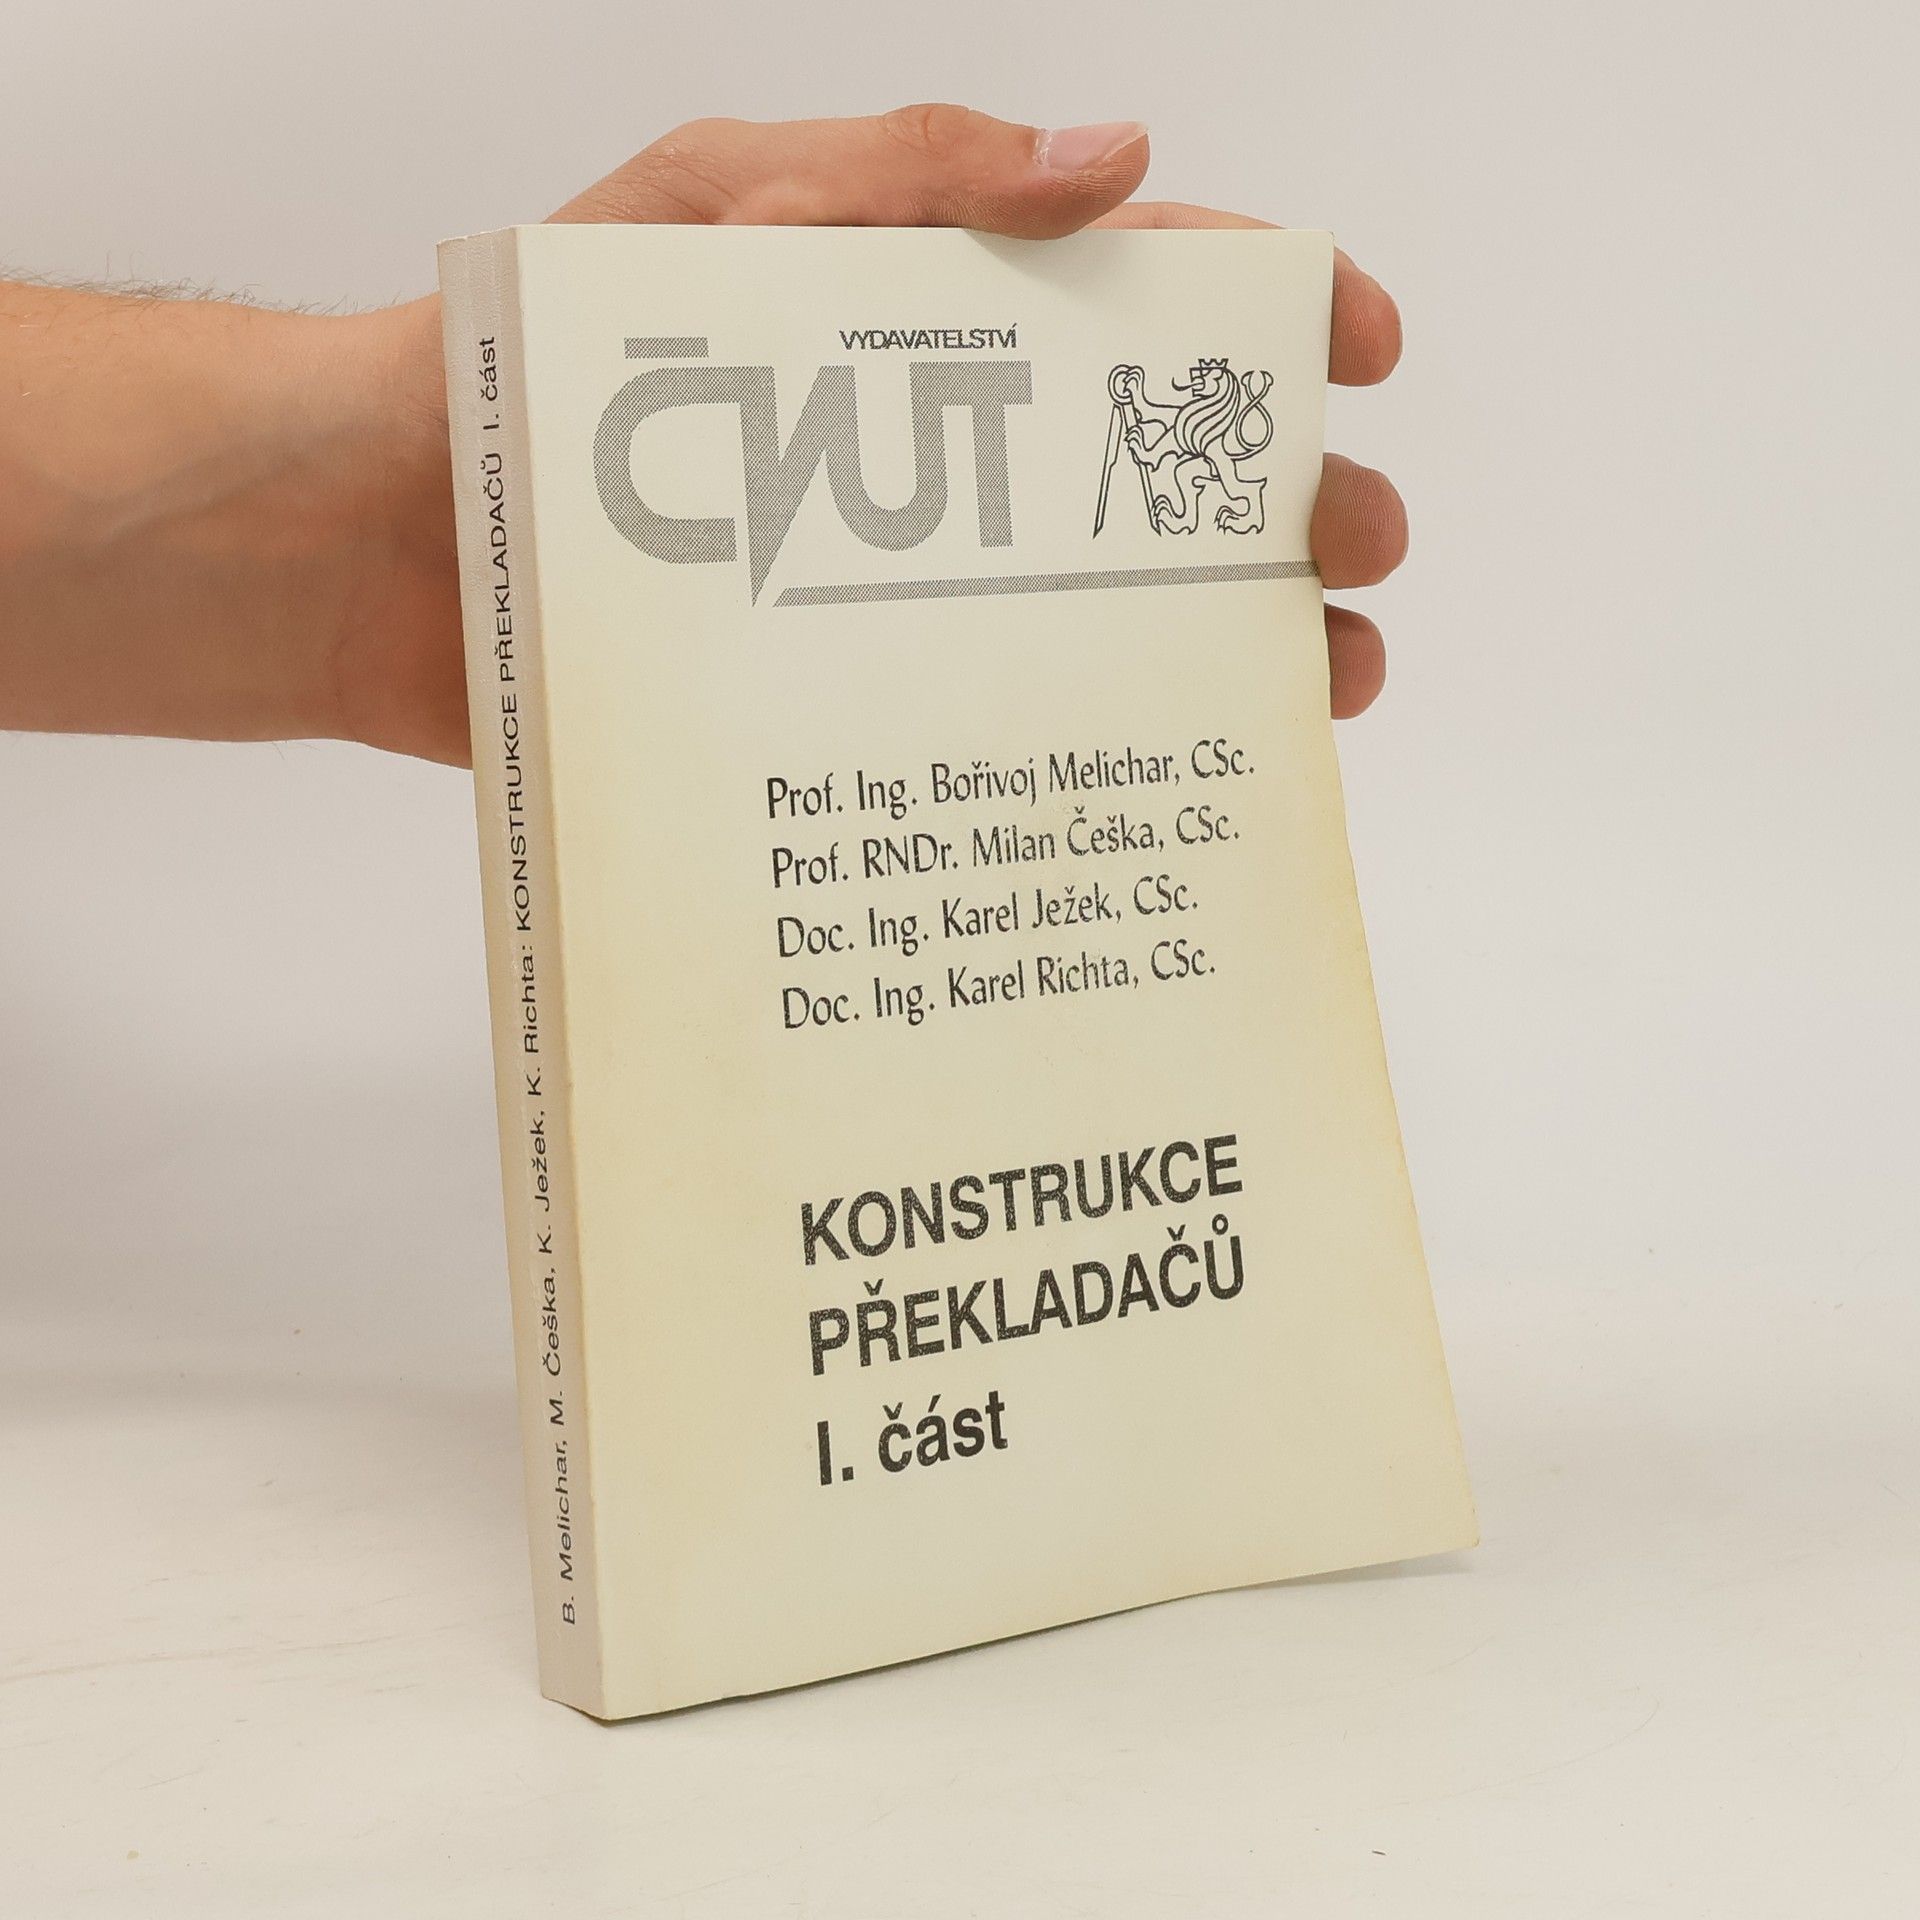 VYDAVATELSTVÍ
ČVUT
Prof. Ing. Bořivoj Melichar, CSc.
Prof. RNDr. Milan Češka, CSc.
Doc. Ing. Karel Ježek, CSc.
Doc. Ing. Karel Richta, CSc.
KONSTRUKCE
PŘEKLADAČŮ
I. část
B. Melichar, M. Češka, K. Ježek, K. Richta: KONSTRUKCE PŘEKLADAČŮ I. část